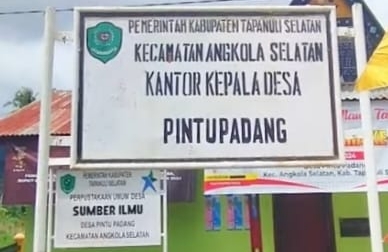 PEMERINTAH KABUPATEN TAPANULI SELATAN
KECAMATAN ANGKOLA SELATAN
KANTOR KEPALA DESA
PINTUPADANG
PEMERINTAH KABUPATEN
TAPANULI SELATAN
PERPUSTAKAAN UMUM DESA
SUMBER ILMU
DESA PINTU PADANG
KECAMATAN ANGKOLA SELATAN
Kec. Angkola Selatan, Kab.